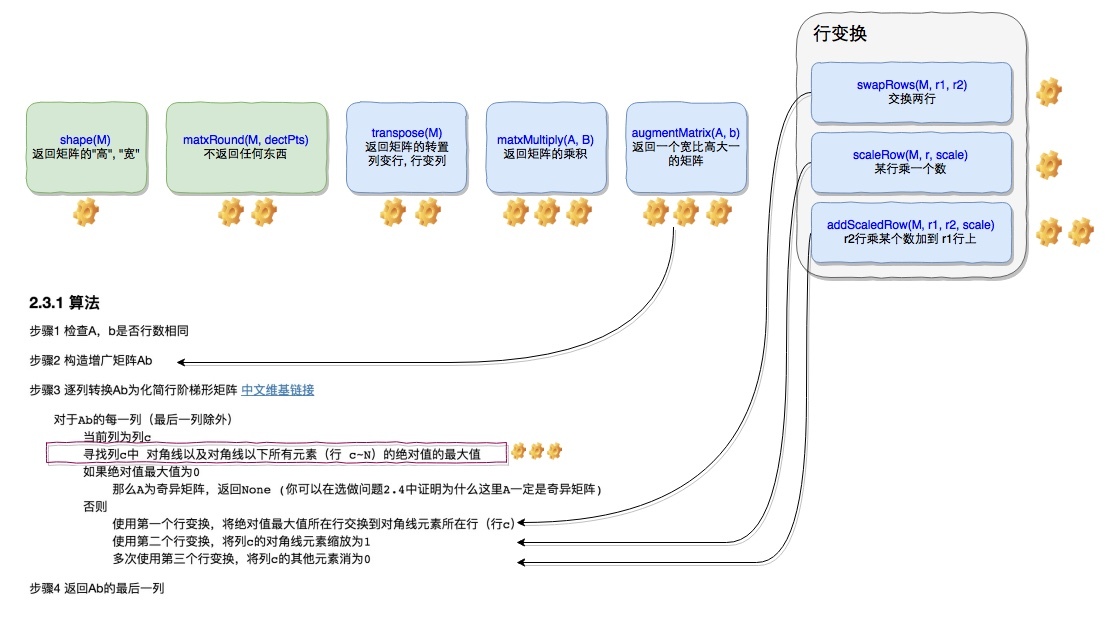 行变换
swapRows(M, r1, r2)
交换两行
scaleRow(M, r, scale)
某行乘一个数
addScaledRow(M, r1, r2, scale)
r2行乘某个数加到 r1行上
shape(M)
返回矩阵的"高", "宽"
matxRound(M, dectPts)
不返回任何东西
transpose(M)
返回矩阵的转置
列变行, 行变列
matxMultiply(A, B)
返回矩阵的乘积
augmentMatrix(A, b)
返回一个宽比高大一
的矩阵
2.3.1 算法
步骤1 检查A，b是否行数相同
步骤2 构造增广矩阵Ab
步骤3 逐列转换Ab为化简行阶梯形矩阵 中文维基链接
对于Ab的每一列（最后一列除外）
当前列为列c
寻找列c中 对角线以及对角线以下所有元素（行 c~N）的绝对值的最大值
如果绝对值最大值为0
那么A为奇异矩阵，返回None (你可以在选做问题2.4中证明为什么这里A一定是奇异矩阵)
否则
使用第一个行变换，将绝对值最大值所在行交换到对角线元素所在行（行c）
使用第二个行变换，将列c的对角线元素缩放为1
多次使用第三个行变换，将列c的其他元素消为0
步骤4 返回Ab的最后一列